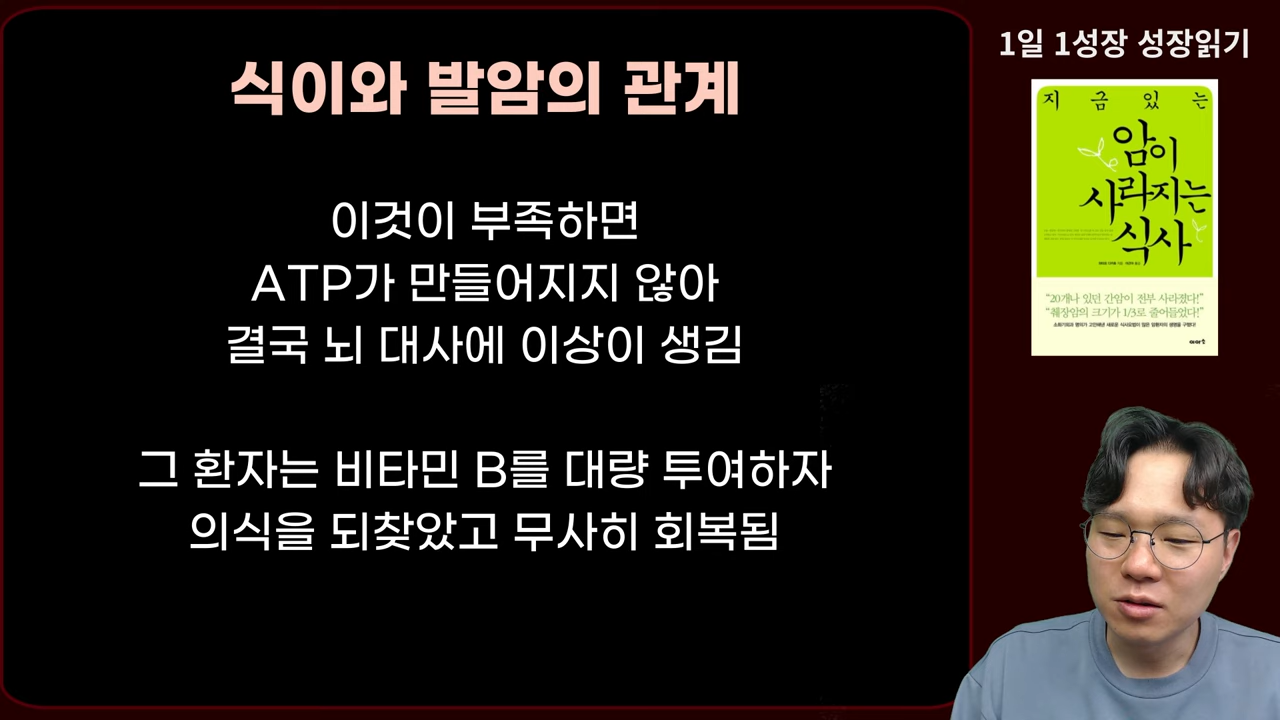 식이와 발암의 관계
이것이 부족하면
ATP가 만들어지지 않아
결국 뇌 대사에 이상이 생김
그 환자는 비타민 B를 대량 투여하자
의식을 되찾았고 무사히 회복됨
1일 1성장 성장읽기
지금있는
암이
사라지는
식사
“20개나 있던 간암이 전부 사라졌다!”
“췌장암의 크기가 1/3로 줄어들었다!”